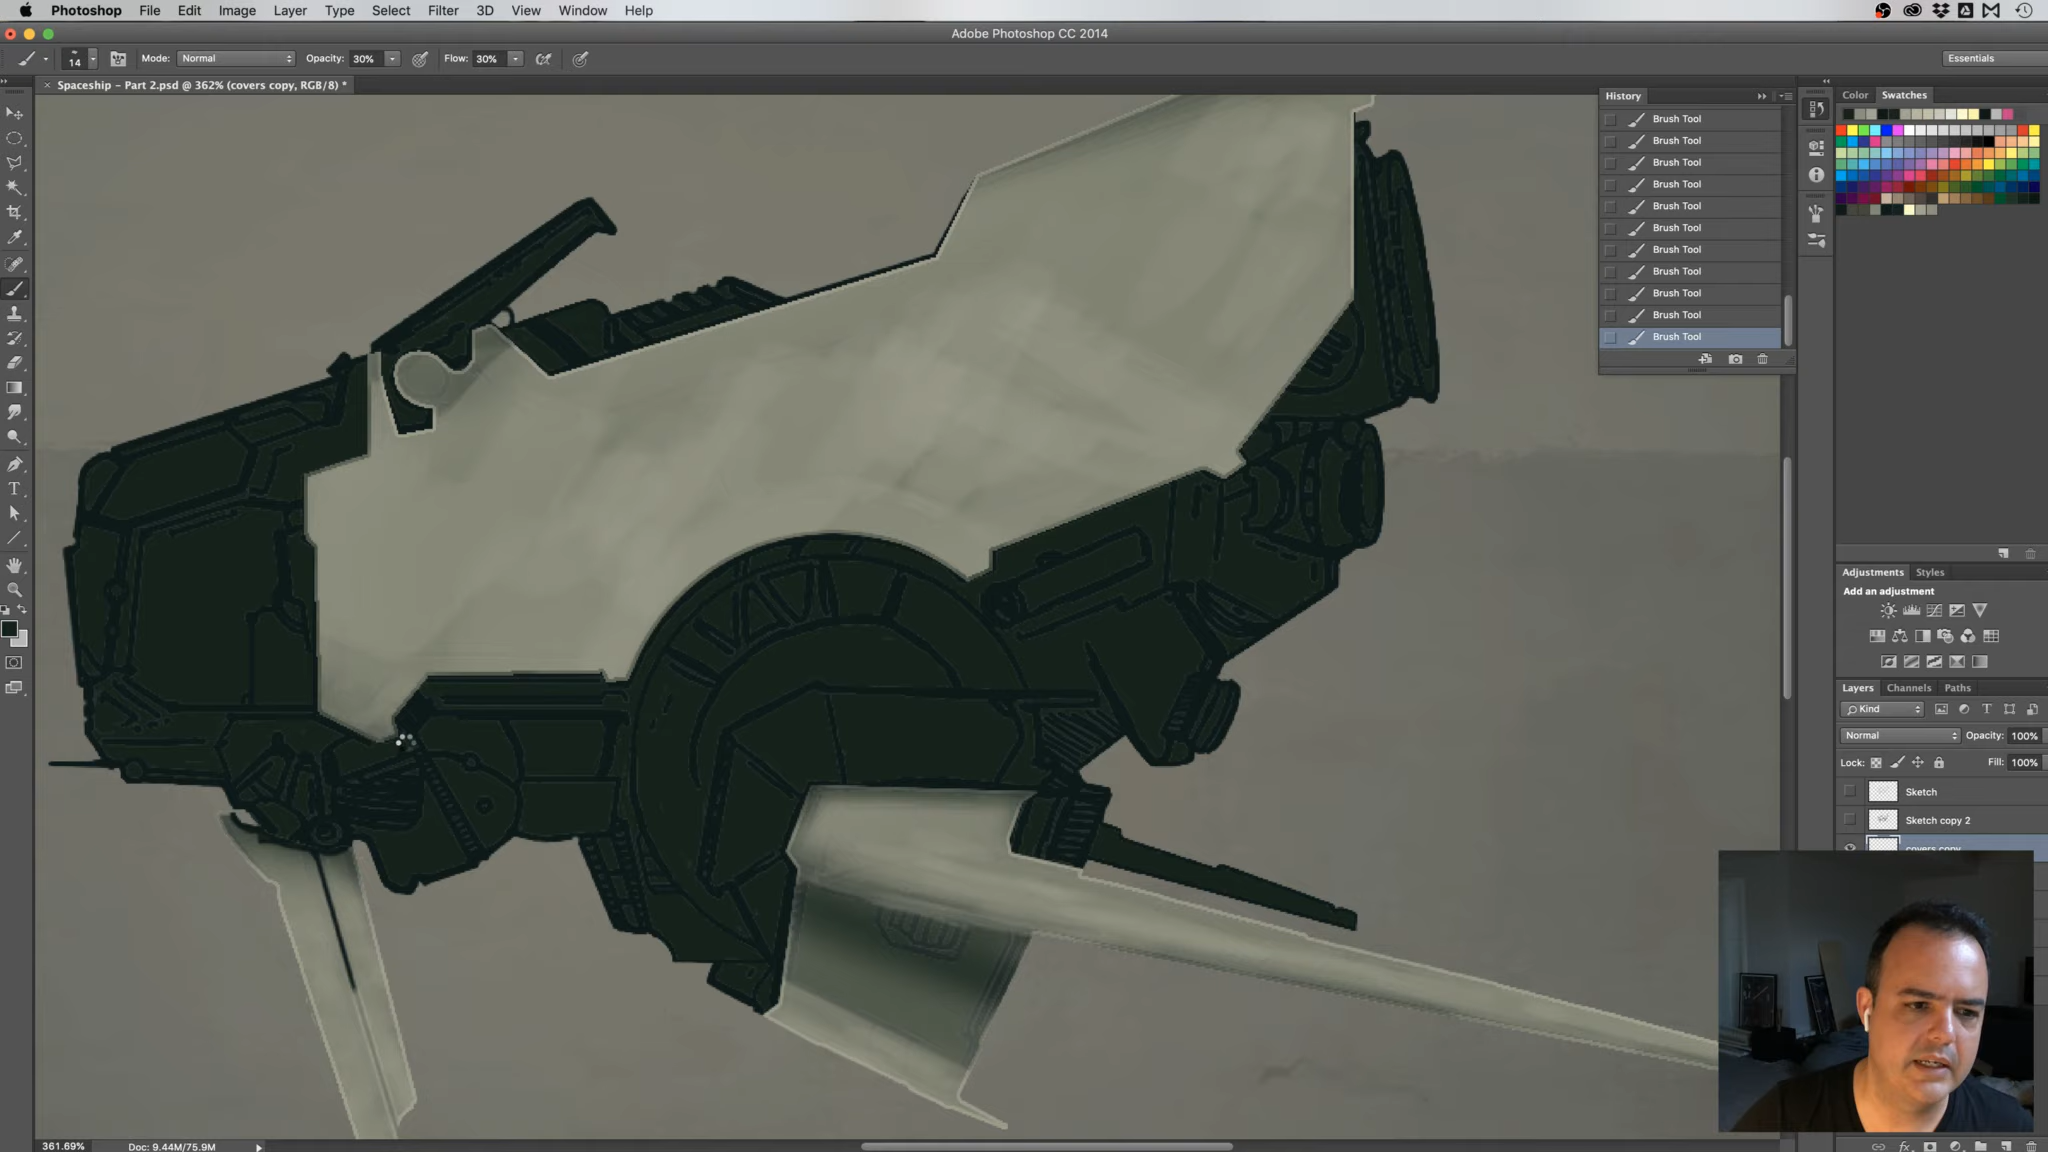 Photoshop File Edit Image Layer Type Select Filter 3D View Window Help
Adobe Photoshop CC 2014
14 Mode: Normal Opacity: 30% Flow: 30% Essentials
Spaceship – Part 2.psd @ 362% (covers copy, RGB/8) *
History
Brush Tool
Brush Tool
Brush Tool
Brush Tool
Brush Tool
Brush Tool
Brush Tool
Brush Tool
Brush Tool
Brush Tool
Brush Tool
Color Swatches
Adjustments Styles
Add an adjustment
Layers Channels Paths
Kind
Normal Opacity: 100%
Lock: Fill: 100%
Sketch
Sketch copy 2
covers copy
361.69% Doc: 9.44M/75.9M